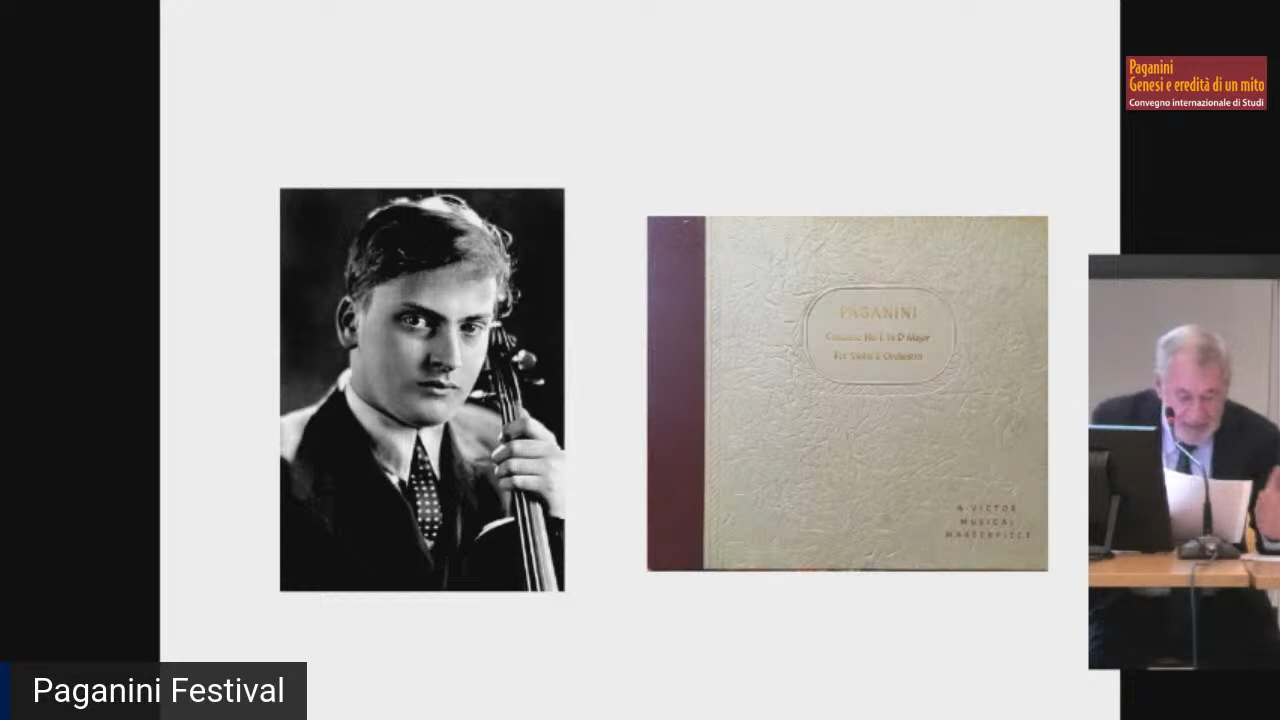 Paganini
Genesi e eredità di un mito
Convegno internazionale di Studi
PAGANINI
Concerto No 1, in D Major
For Violin & Orchestra
A VICTOR
MUSICAL
MASTERPIECE
Paganini Festival